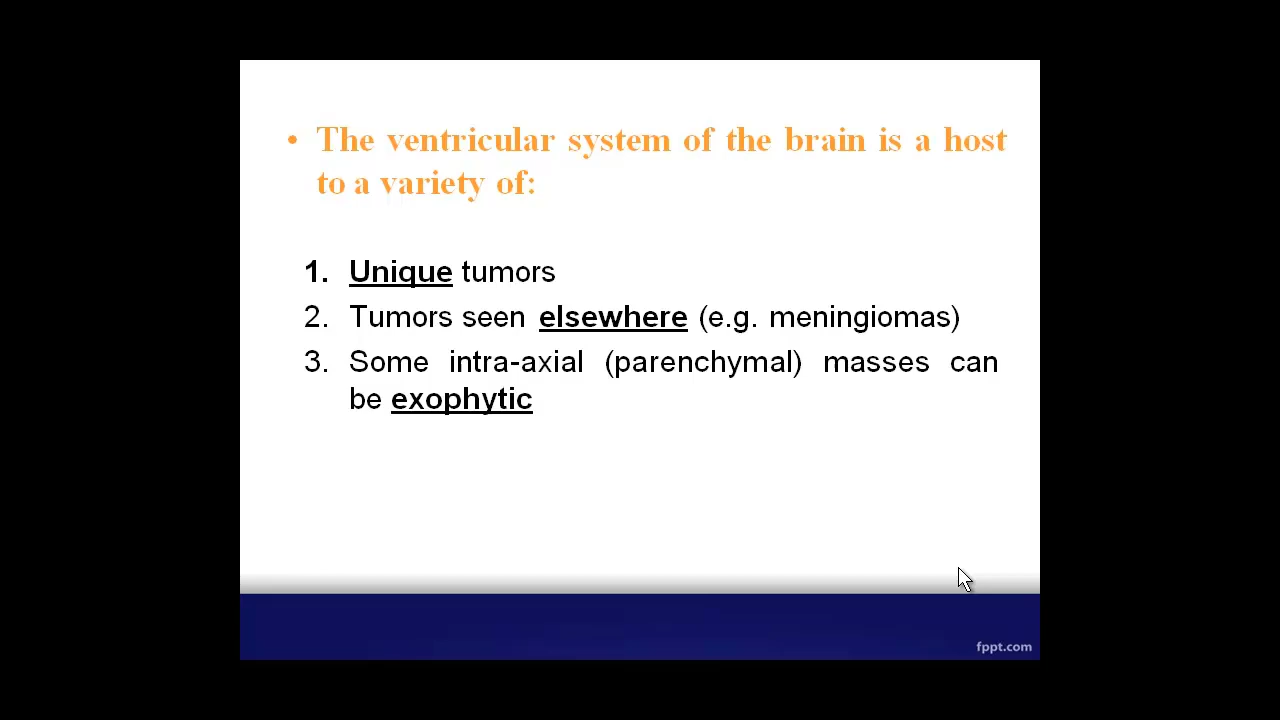 • The ventricular system of the brain is a host
to a variety of:
1. Unique tumors
2. Tumors seen elsewhere (e.g. meningiomas)
3. Some intra-axial (parenchymal) masses can
be exophytic
fppt.com